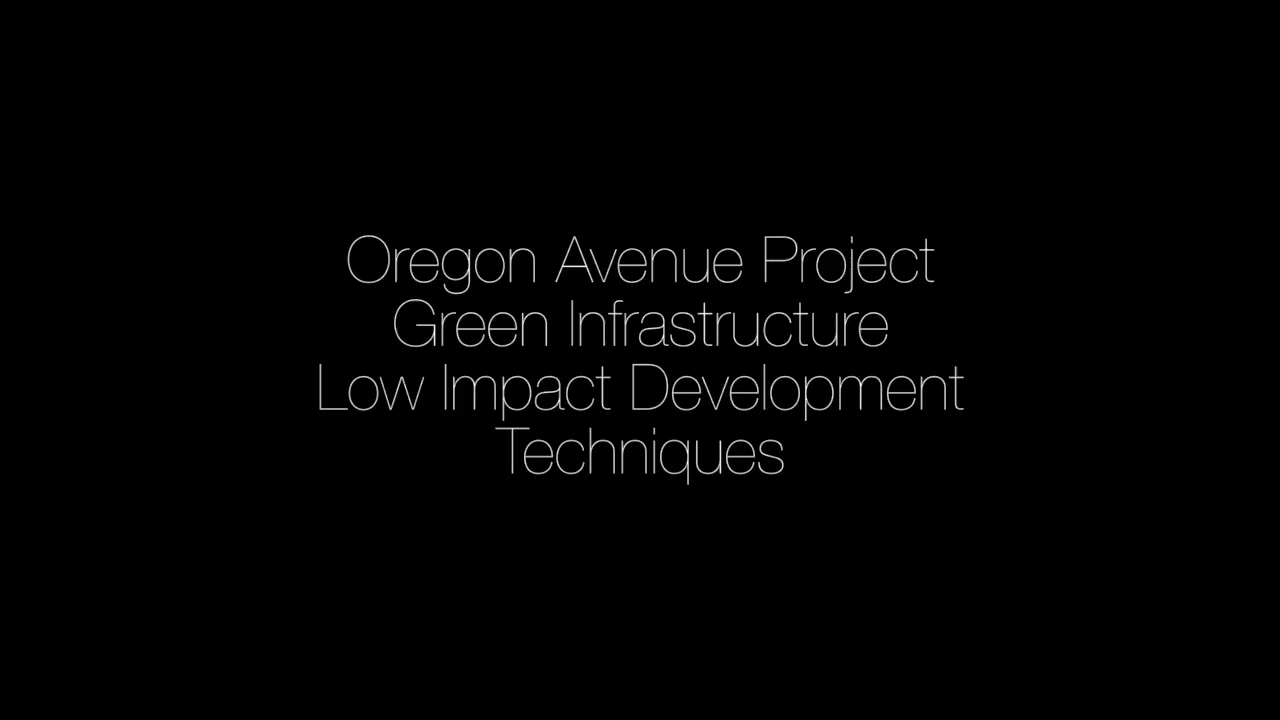 Oregon Avenue Project
Green Infrastructure
Low Impact Development
Techniques